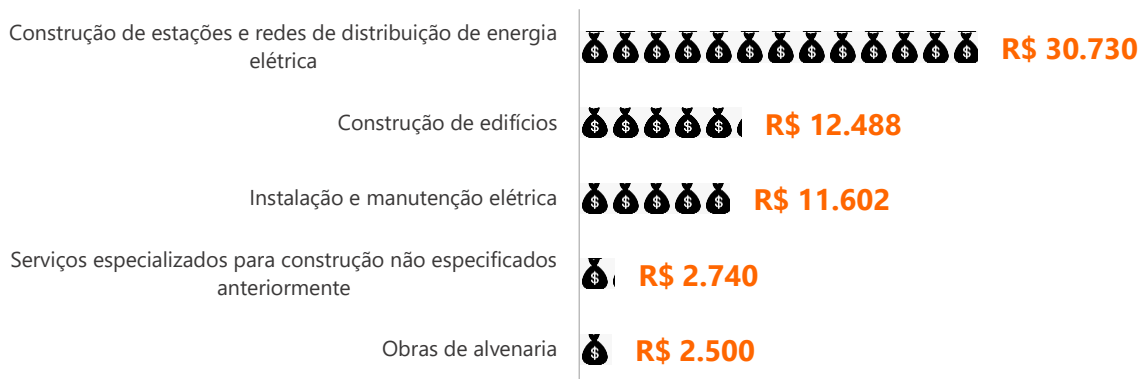 Construção de estações e redes de distribuição de energia
elétrica
R$ 30.730
Construção de edifícios
R$ 12.488
Instalação e manutenção elétrica
R$ 11.602
Serviços especializados para construção não especificados
anteriormente
R$ 2.740
Obras de alvenaria
R$ 2.500